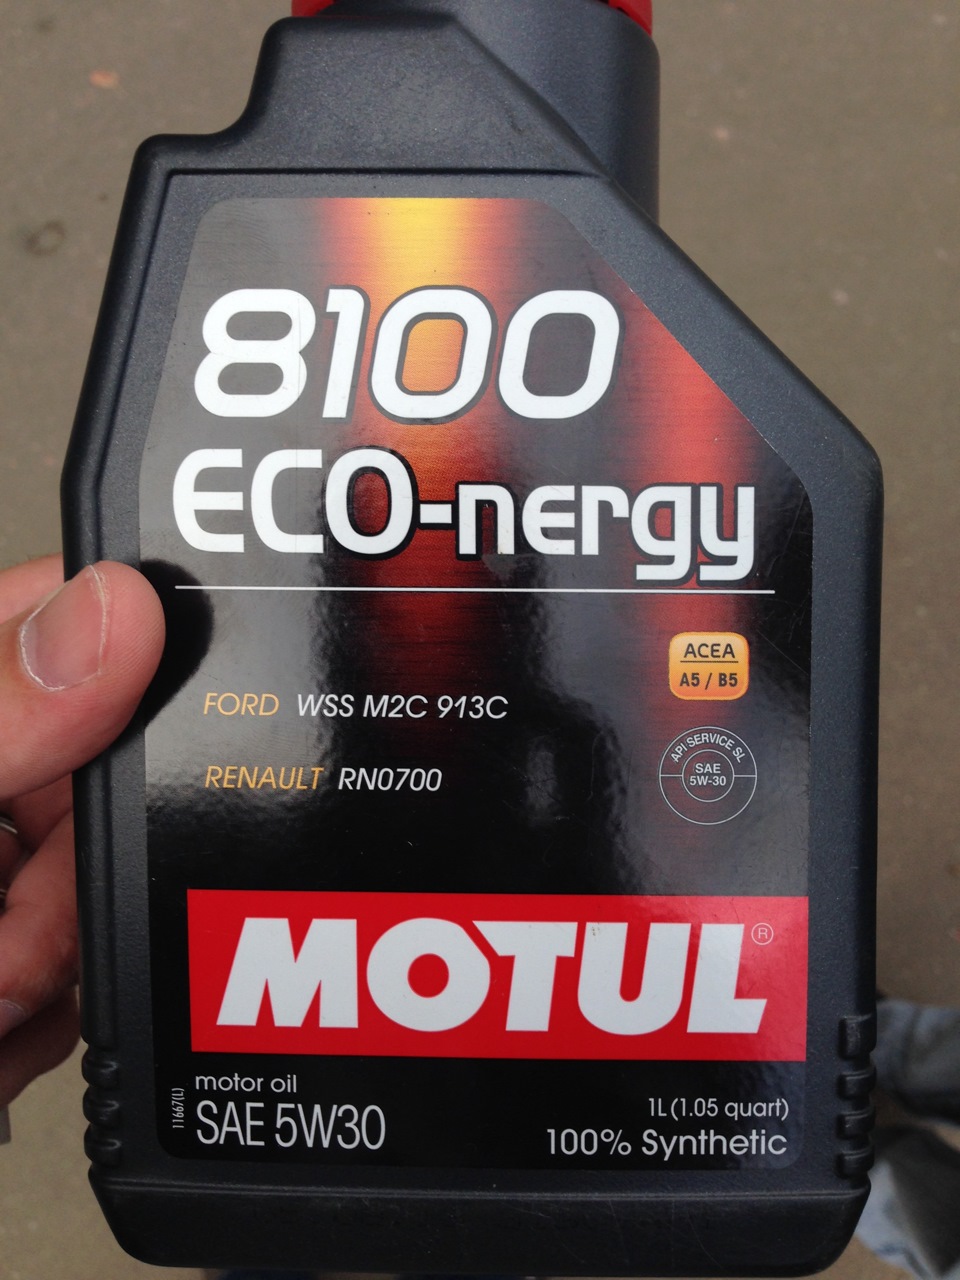 8100
ECO-nergy
ACEA
A5 / B5
FORD WSS M2C 913C
API SERVICE SL
SAE
5W-30
RENAULT RN0700
MOTUL®
motor oil
SAE 5W30
11667(L)
1L (1.05 quart)
100% Synthetic